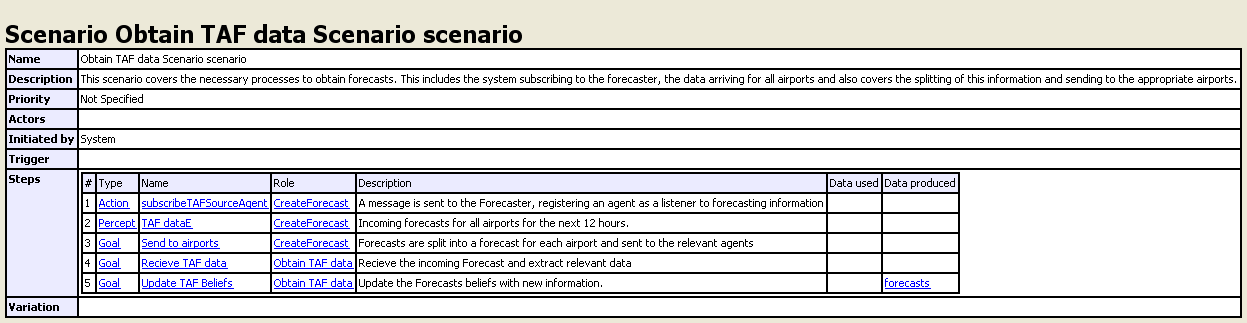 Scenario Obtain TAF data Scenario scenario
Name Obtain TAF data Scenario scenario
Description This scenario covers the necessary processes to obtain forecasts. This includes the system subscribing to the forecaster, the data arriving for all airports and also covers the splitting of this information and sending to the appropriate airports.
Priority Not Specified
Actors
Initiated by System
Trigger
Steps
# Type Name Role Description Data used Data produced
1 Action subscribeTAFSourceAgent CreateForecast A message is sent to the Forecaster, registering an agent as a listener to forecasting information
2 Percept TAF dataE CreateForecast Incoming forecasts for all airports for the next 12 hours.
3 Goal Send to airports CreateForecast Forecasts are split into a forecast for each airport and sent to the relevant agents
4 Goal Recieve TAF data Obtain TAF data Recieve the incoming Forecast and extract relevant data
5 Goal Update TAF Beliefs Obtain TAF data Update the Forecasts beliefs with new information. forecasts
Variation